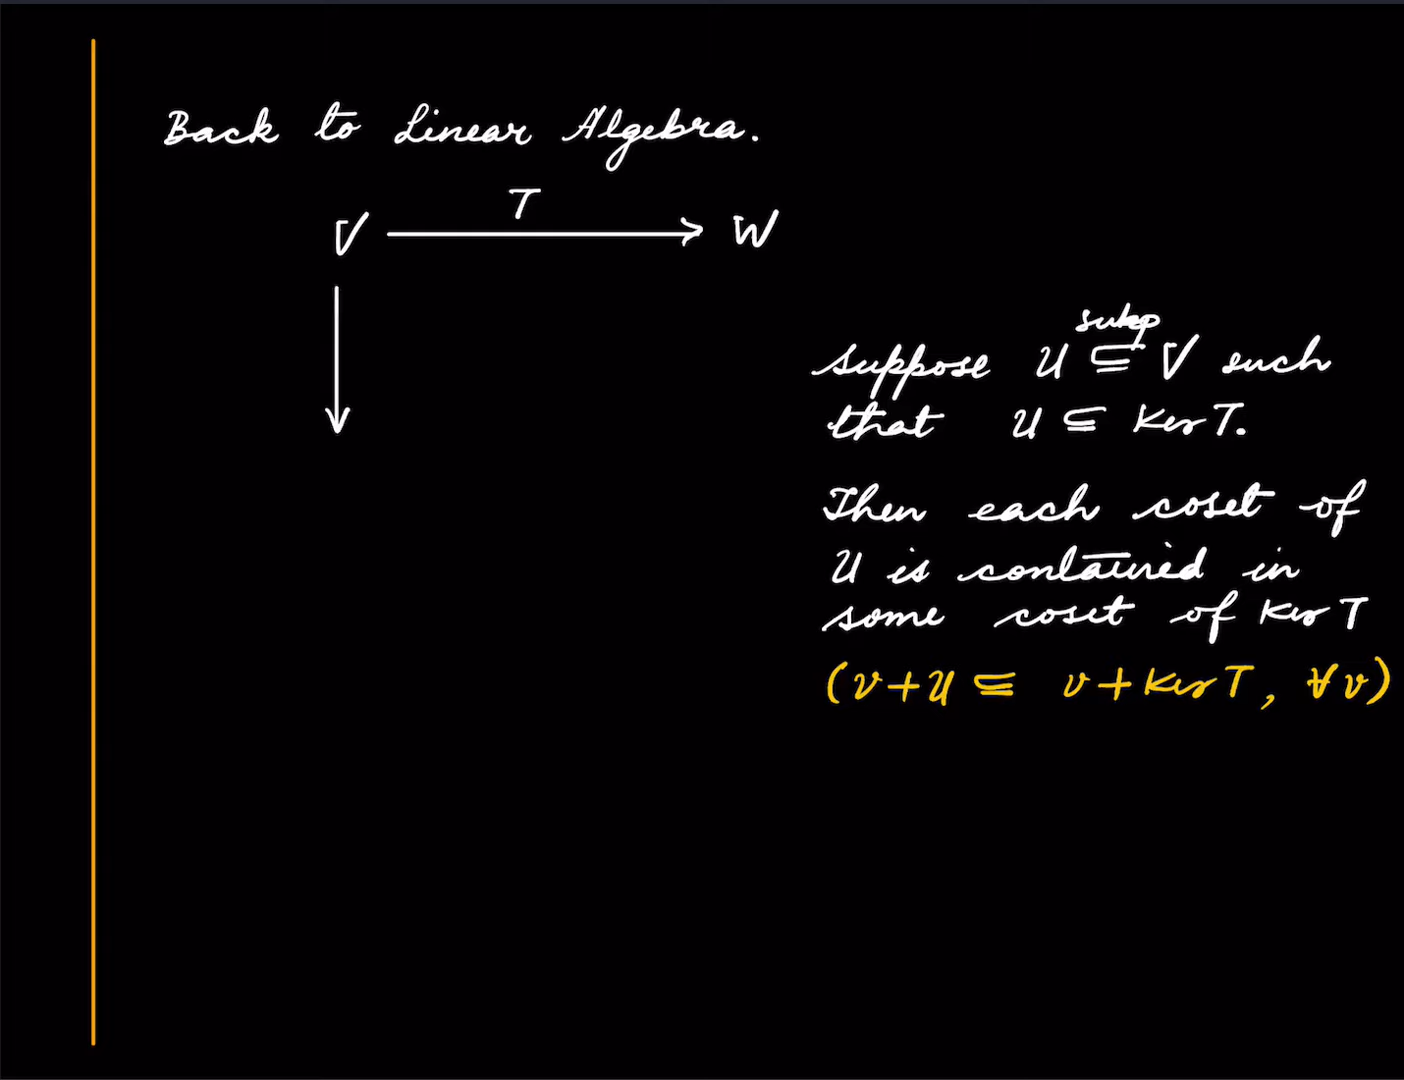 Back to Linear Algebra.
T
V → W
subsp
suppose U ⊆ V such
that U ⊆ Ker T.
Then each coset of
U is contained in
some coset of Ker T
(v + U ⊆ v + Ker T, ∀ v)